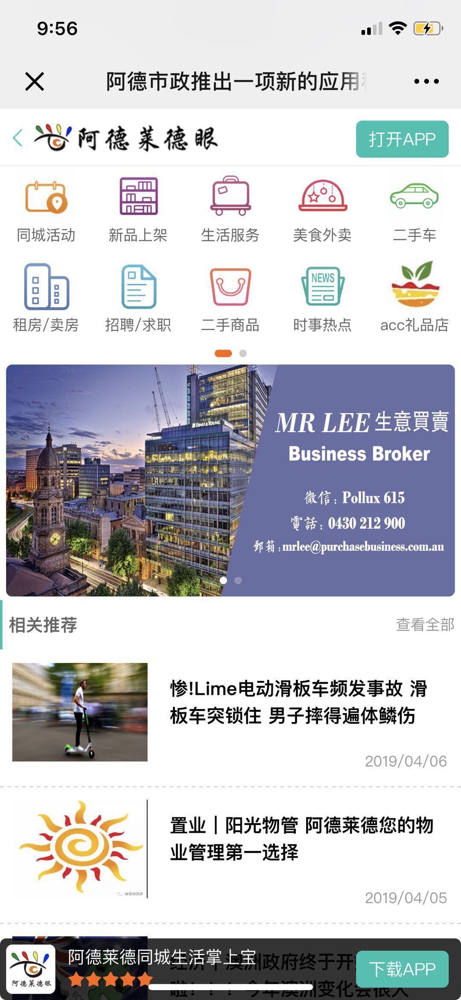 9:56
阿德市政推出一项新的应用
阿德莱德眼
打开APP
同城活动 新品上架 生活服务 美食外卖 二手车
NEWS
租房/卖房 招聘/求职 二手商品 时事热点 acc礼品店
ERNST & YOUNG
MR LEE 生意買賣
Business Broker
微信：Pollux 615
電話：0430 212 900
郵箱：mrlee@purchasebusiness.com.au
相关推荐 查看全部
惨!Lime电动滑板车频发事故 滑
板车突锁住 男子摔得遍体鳞伤
2019/04/06
置业｜阳光物管 阿德莱德您的物
业管理第一选择
2019/04/05
阿德莱德同城生活掌上宝
经济｜澳洲政府终于开
啦！！！今年澳洲变化会很大
阿德莱德眼
下载APP